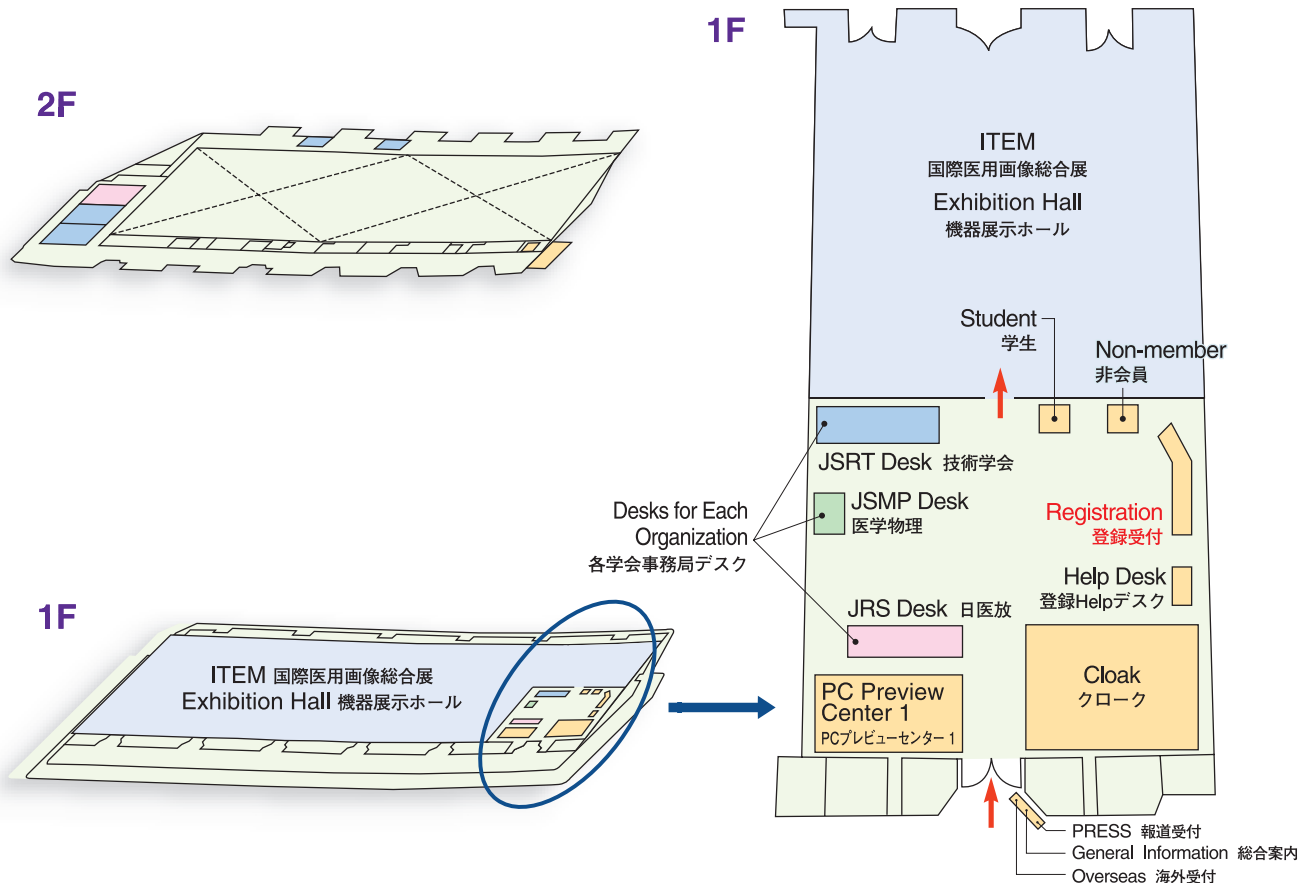 2F
1F
ITEM 国際医用画像総合展
Exhibition Hall 機器展示ホール
1F
ITEM
国際医用画像総合展
Exhibition Hall
機器展示ホール
Student
学生
Non-member
非会員
JSRT Desk 技術学会
JSMP Desk
医学物理
Desks for Each
Organization
各学会事務局デスク
Registration
登録受付
Help Desk
登録Helpデスク
JRS Desk 日医放
PC Preview
Center 1
PCプレビューセンター 1
Cloak
クローク
PRESS 報道受付
General Information 総合案内
Overseas 海外受付